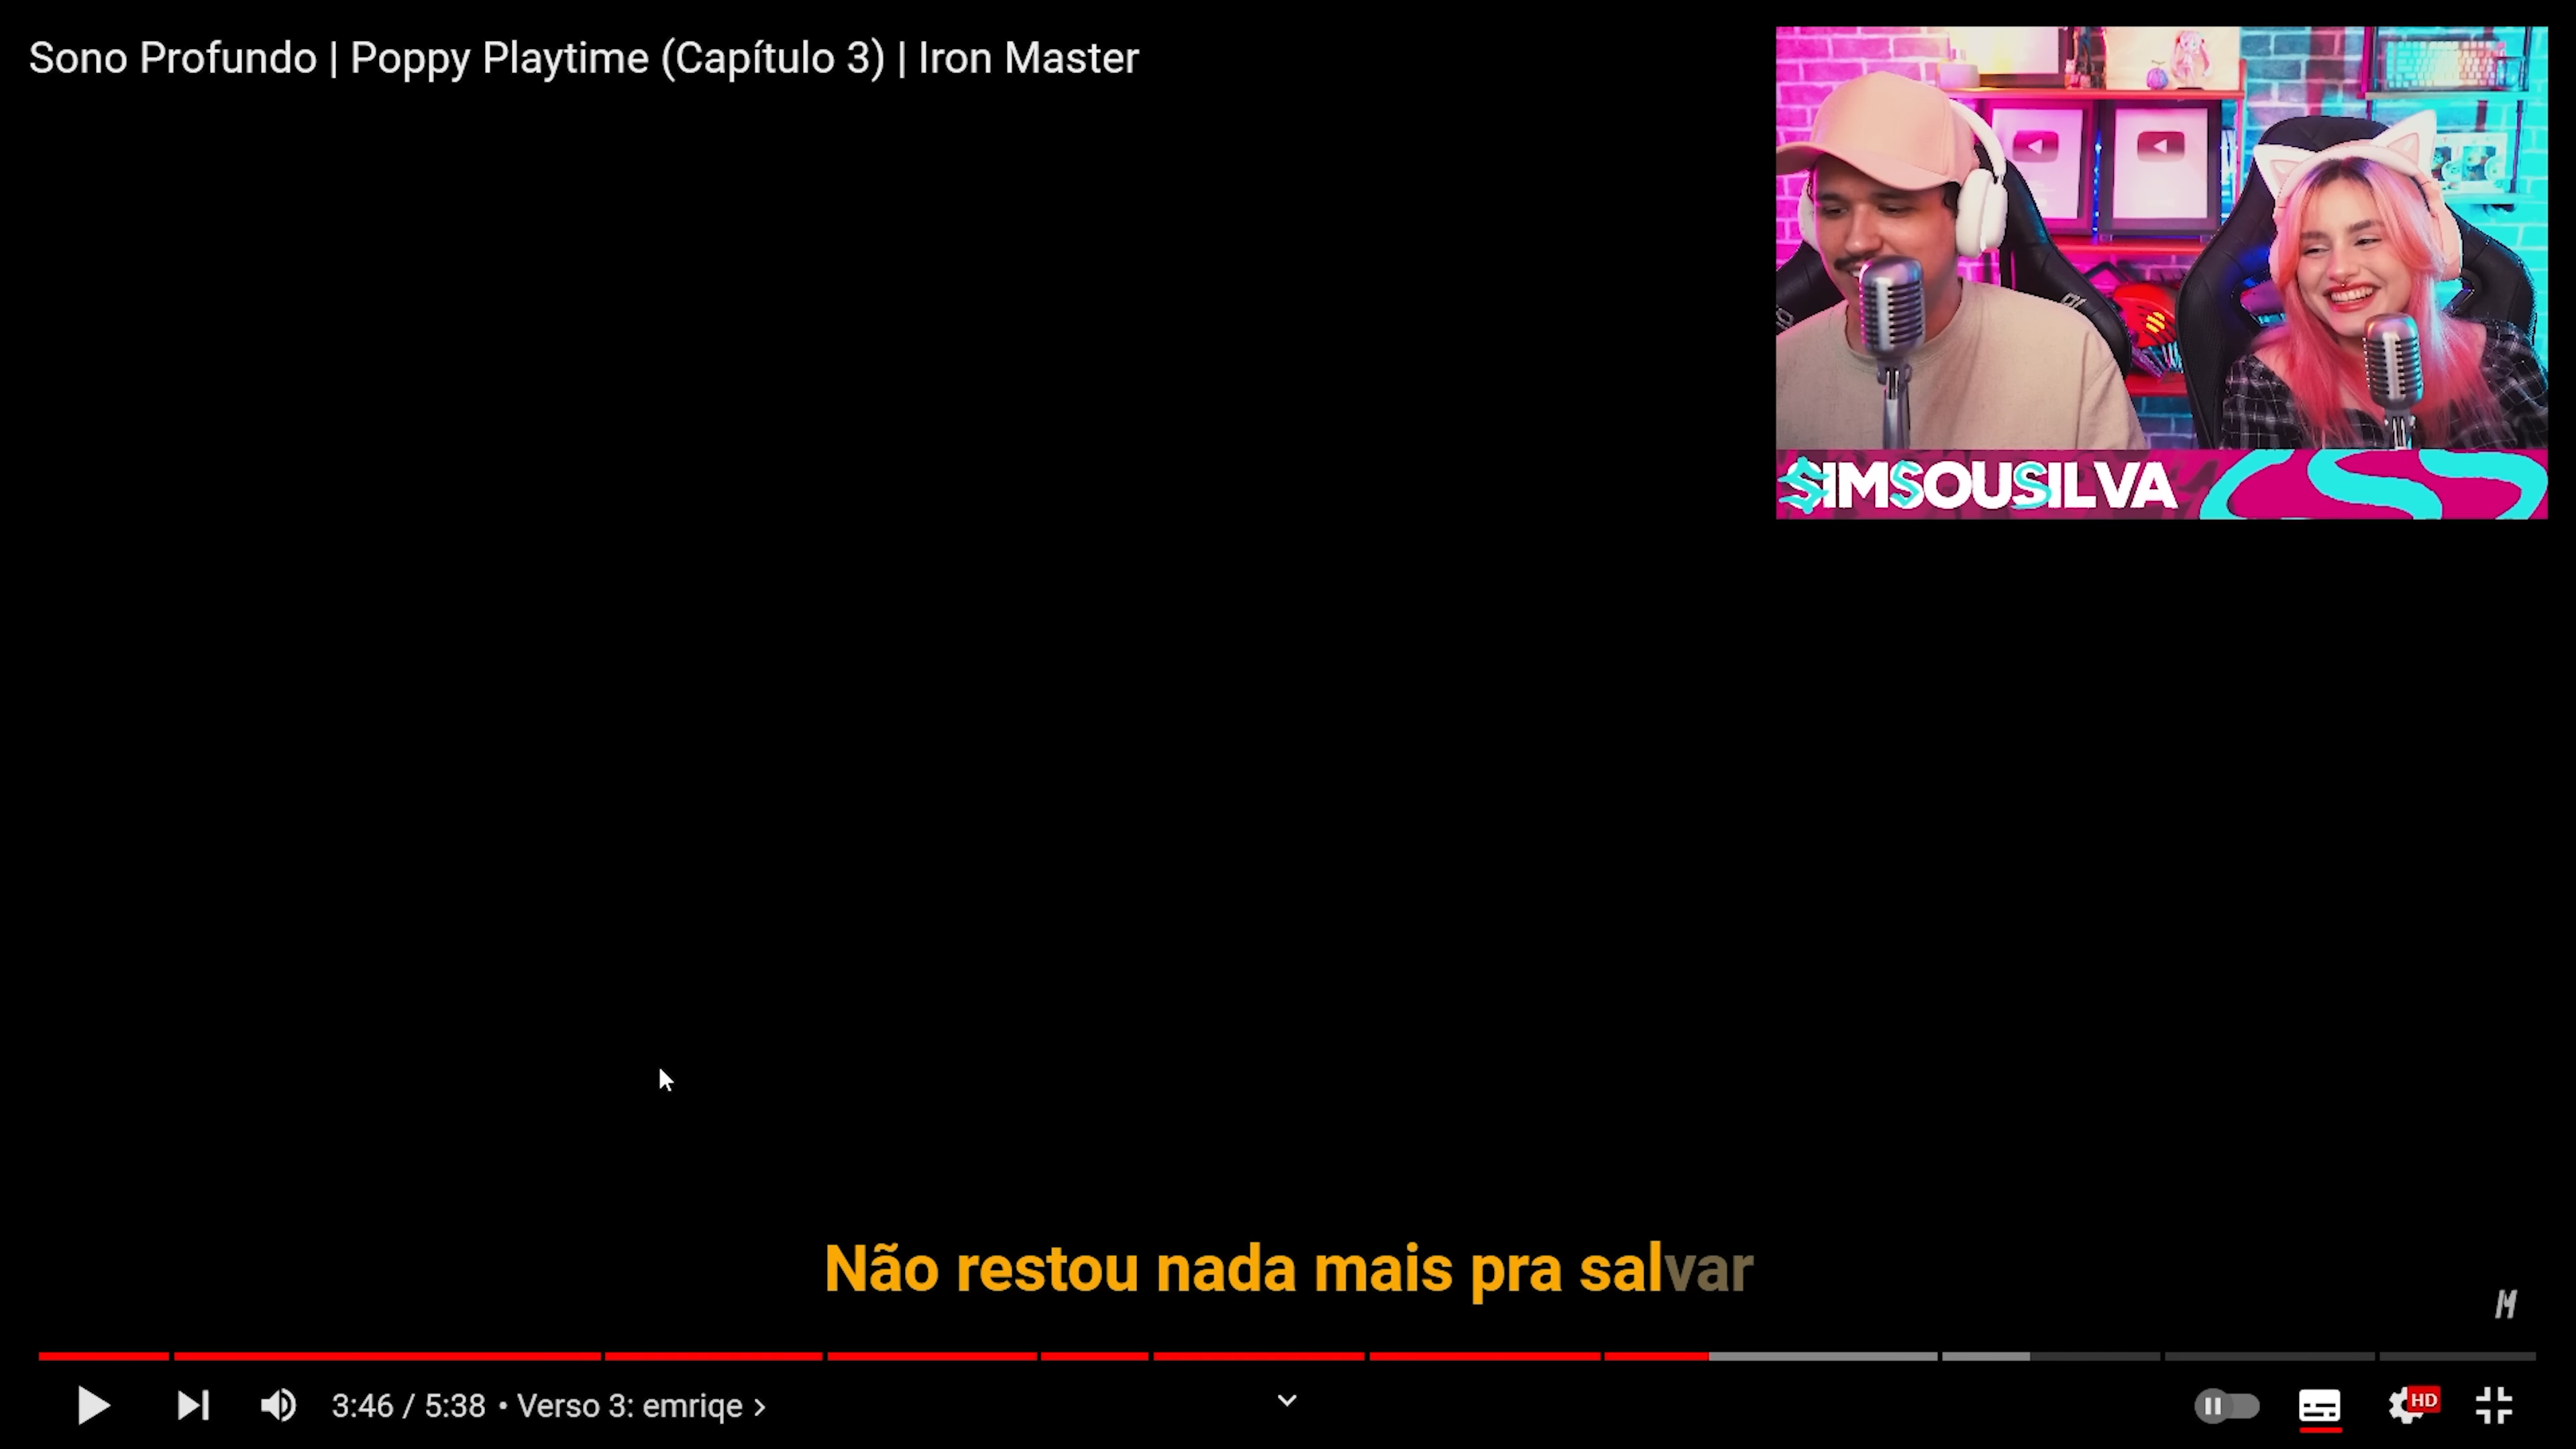 Sono Profundo | Poppy Playtime (Capítulo 3) | Iron Master
SIMSOUSILVA
Não restou nada mais pra salvar
M
3:46 / 5:38 • Verso 3: emriqe >
HD